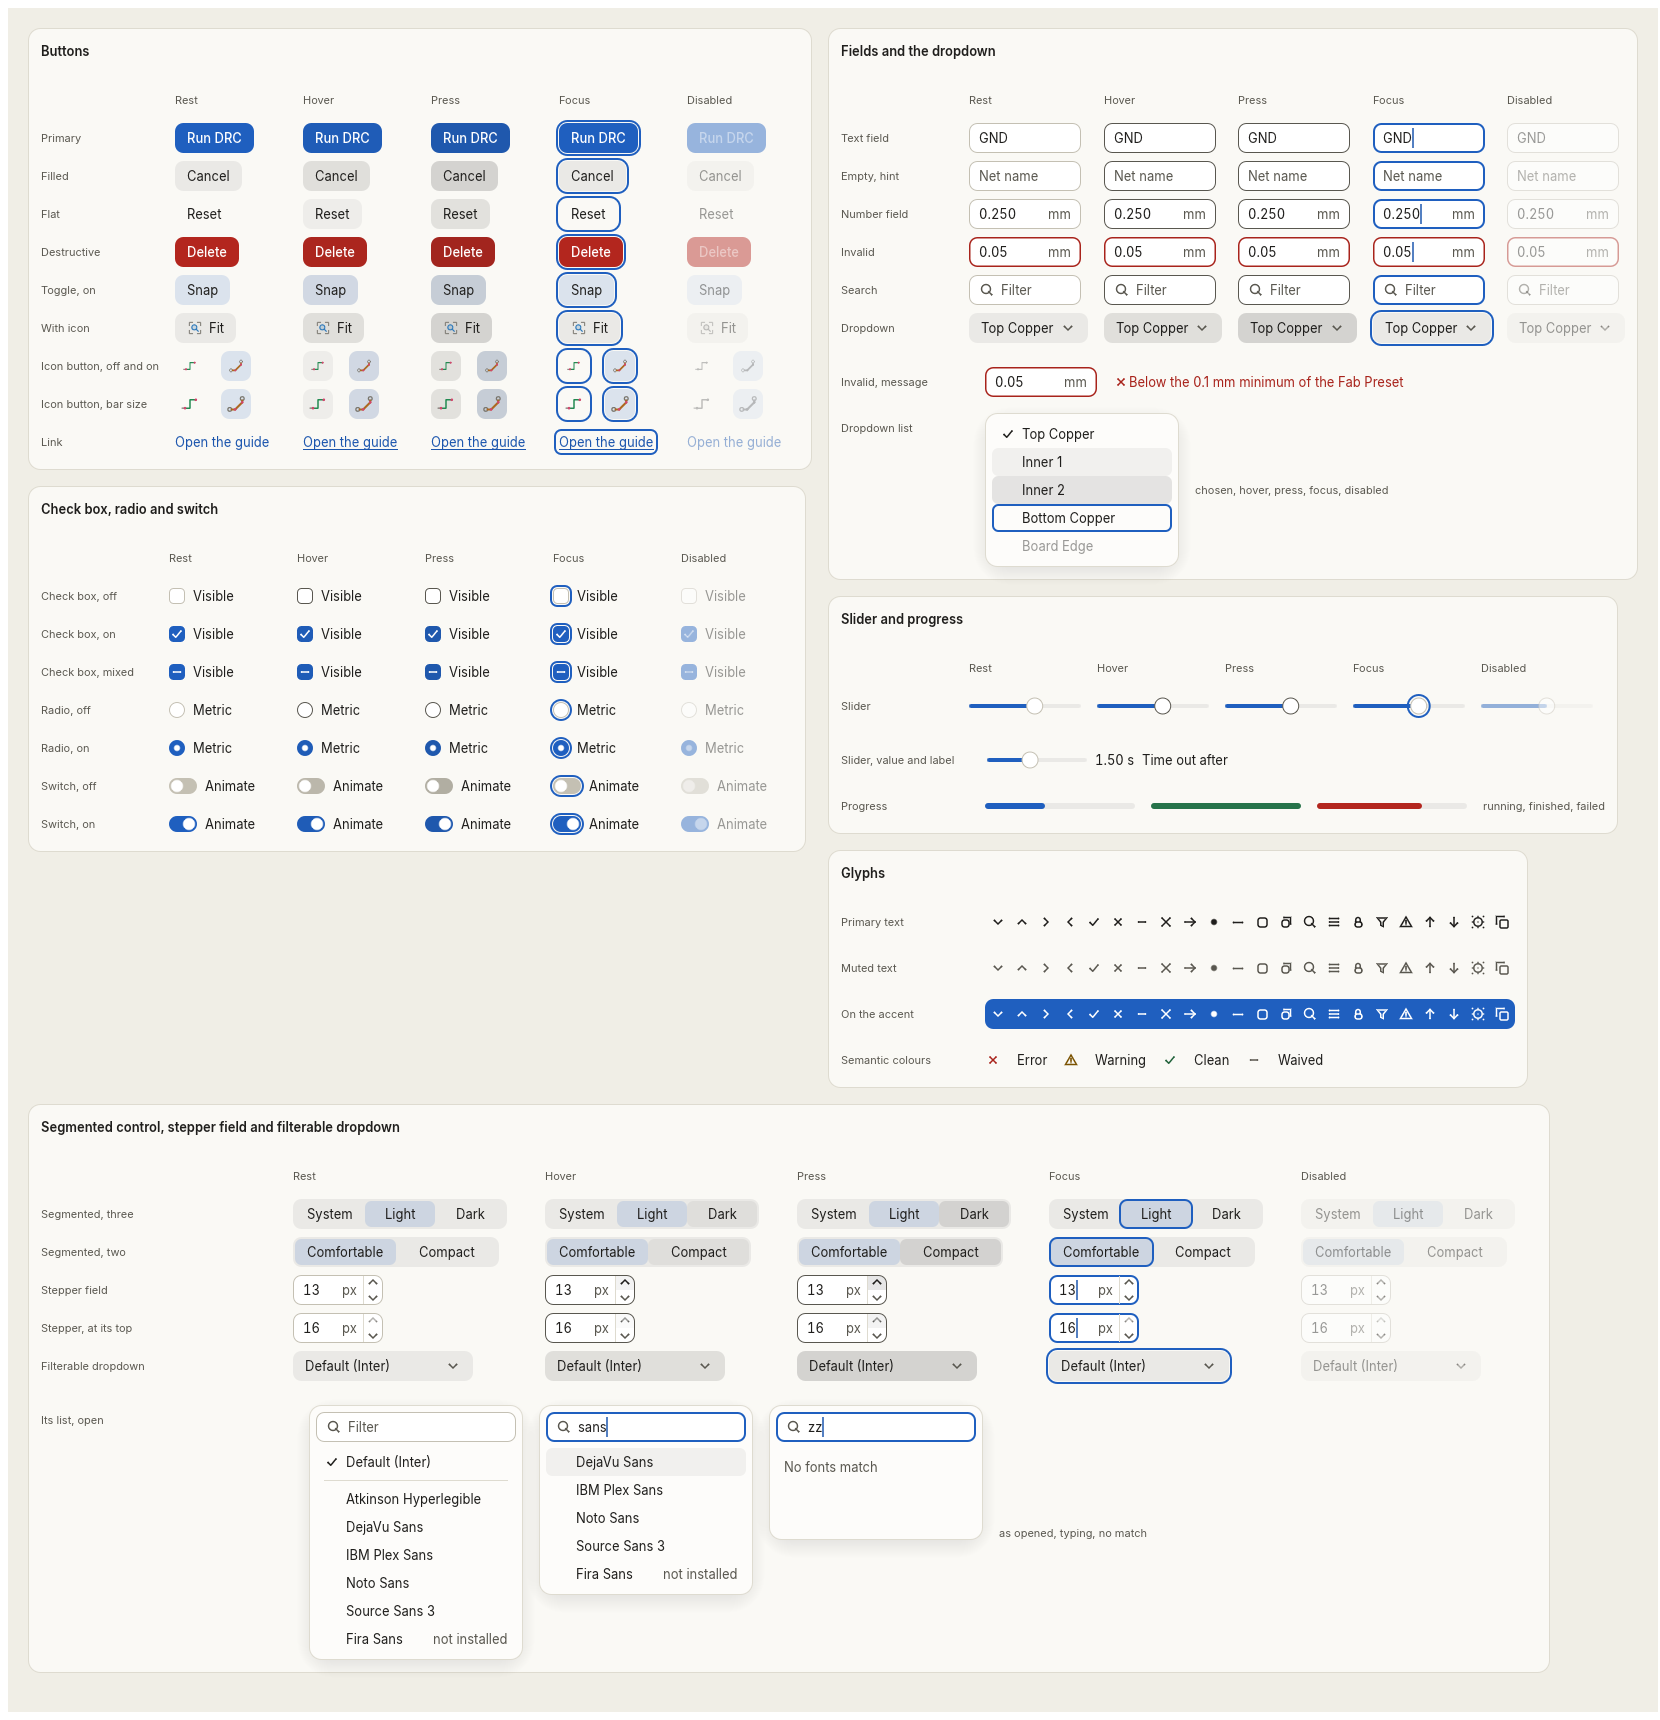 Buttons
Rest Hover Press Focus Disabled
Primary Run DRC Run DRC Run DRC Run DRC Run DRC
Filled Cancel Cancel Cancel Cancel Cancel
Flat Reset Reset Reset Reset Reset
Destructive Delete Delete Delete Delete Delete
Toggle, on Snap Snap Snap Snap Snap
With icon Fit Fit Fit Fit Fit
Icon button, off and on
Icon button, bar size
Link Open the guide Open the guide Open the guide Open the guide Open the guide
Fields and the dropdown
Rest Hover Press Focus Disabled
Text field GND GND GND GND GND
Empty, hint Net name Net name Net name Net name Net name
Number field 0.250 mm 0.250 mm 0.250 mm 0.250 mm 0.250 mm
Invalid 0.05 mm 0.05 mm 0.05 mm 0.05 mm 0.05 mm
Search Filter Filter Filter Filter Filter
Dropdown Top Copper Top Copper Top Copper Top Copper Top Copper
Invalid, message 0.05 mm Below the 0.1 mm minimum of the Fab Preset
Dropdown list Top Copper
Inner 1
Inner 2 chosen, hover, press, focus, disabled
Bottom Copper
Board Edge
Check box, radio and switch
Rest Hover Press Focus Disabled
Check box, off Visible Visible Visible Visible Visible
Check box, on Visible Visible Visible Visible Visible
Check box, mixed Visible Visible Visible Visible Visible
Radio, off Metric Metric Metric Metric Metric
Radio, on Metric Metric Metric Metric Metric
Switch, off Animate Animate Animate Animate Animate
Switch, on Animate Animate Animate Animate Animate
Slider and progress
Rest Hover Press Focus Disabled
Slider
Slider, value and label 1.50 s Time out after
Progress running, finished, failed
Glyphs
Primary text
Muted text
On the accent
Semantic colours Error Warning Clean Waived
Segmented control, stepper field and filterable dropdown
Rest Hover Press Focus Disabled
Segmented, three System Light Dark System Light Dark System Light Dark System Light Dark System Light Dark
Segmented, two Comfortable Compact Comfortable Compact Comfortable Compact Comfortable Compact Comfortable Compact
Stepper field 13 px 13 px 13 px 13 px 13 px
Stepper, at its top 16 px 16 px 16 px 16 px 16 px
Filterable dropdown Default (Inter) Default (Inter) Default (Inter) Default (Inter) Default (Inter)
Its list, open
Filter
Default (Inter)
Atkinson Hyperlegible
DejaVu Sans
IBM Plex Sans
Noto Sans
Source Sans 3
Fira Sans not installed
sans
DejaVu Sans
IBM Plex Sans
Noto Sans
Source Sans 3
Fira Sans not installed
zz
No fonts match
as opened, typing, no match